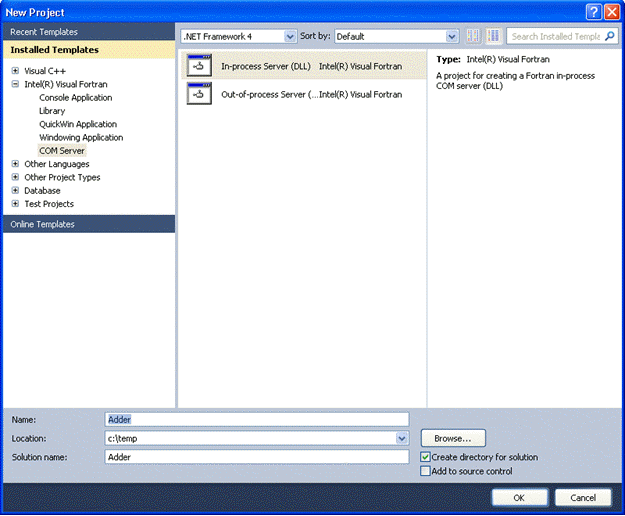 New Project
Recent Templates
Installed Templates
Visual C++
Intel(R) Visual Fortran
Console Application
Library
QuickWin Application
Windowing Application
COM Server
Other Languages
Other Project Types
Database
Test Projects
Online Templates
.NET Framework 4 Sort by: Default
Search Installed Templa
In-process Server (DLL) Intel(R) Visual Fortran
Out-of-process Server (...Intel(R) Visual Fortran
Type: Intel(R) Visual Fortran
A project for creating a Fortran in-process
COM server (DLL)
Name: Adder
Location: c:\temp Browse...
Solution name: Adder
Create directory for solution
Add to source control
OK Cancel